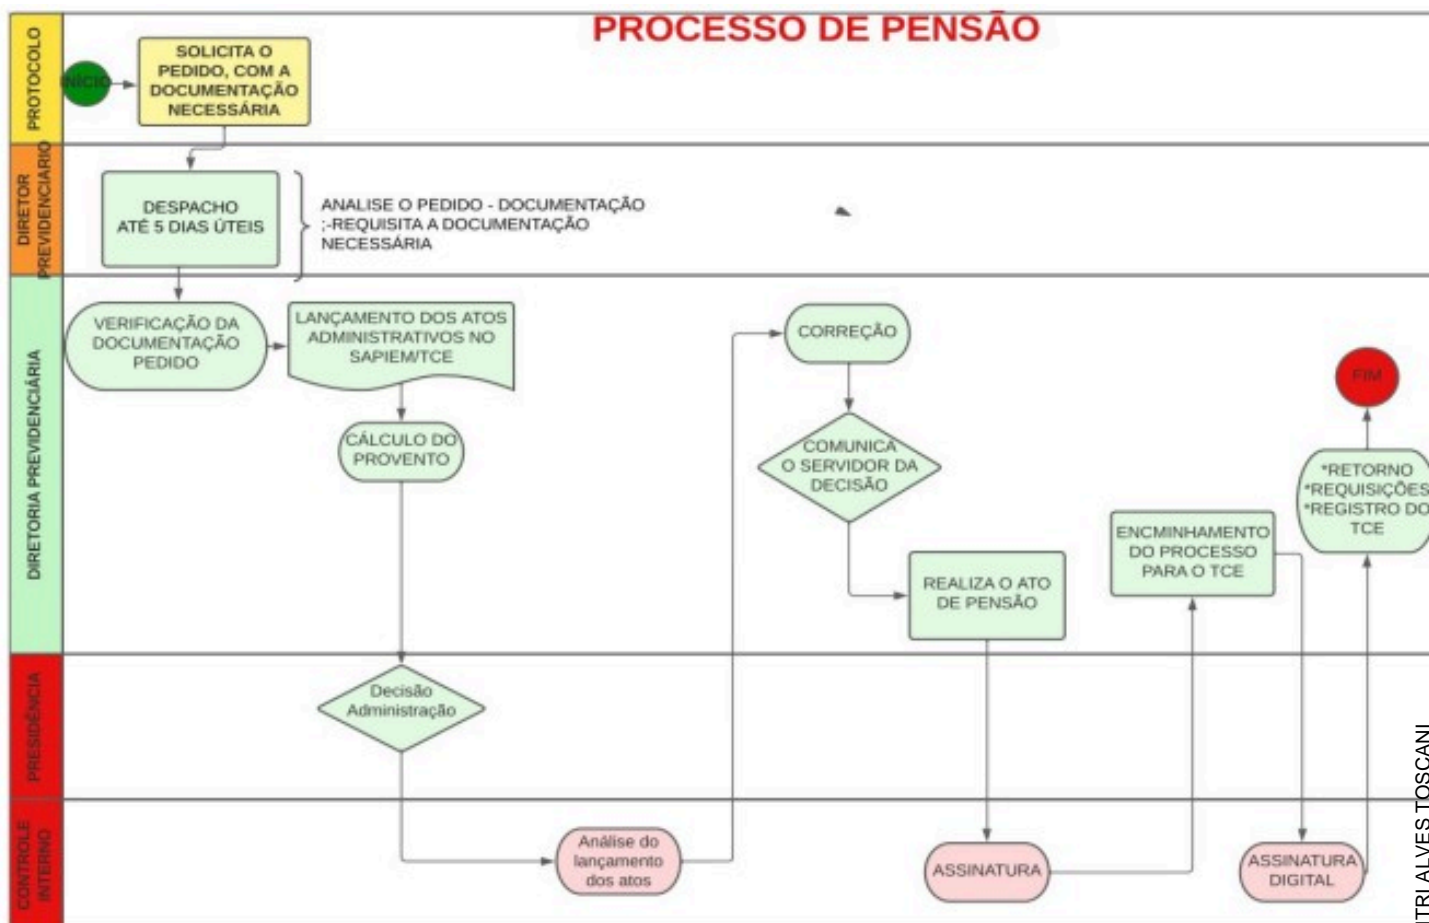 PROCESSO DE PENSÃO
PROTOCOLO
INÍCIO
SOLICITA O
PEDIDO, COM A
DOCUMENTAÇÃO
NECESSÁRIA
DIRETOR
PREVIDENCIARIO
DESPACHO
ATÉ 5 DIAS ÚTEIS
ANALISE O PEDIDO - DOCUMENTAÇÃO
;-REQUISITA A DOCUMENTAÇÃO
NECESSÁRIA
DIRETORIA PREVIDENCIÁRIA
VERIFICAÇÃO DA
DOCUMENTAÇÃO
PEDIDO
LANÇAMENTO DOS ATOS
ADMINISTRATIVOS NO
SAPIEM/TCE
CÁLCULO DO
PROVENTO
CORREÇÃO
COMUNICA
O SERVIDOR DA
DECISÃO
REALIZA O ATO
DE PENSÃO
ENCMINHAMENTO
DO PROCESSO
PARA O TCE
*RETORNO
*REQUISIÇÕES
*REGISTRO DO
TCE
FIM
PRESIDÊNCIA
Decisão
Administração
CONTROLE
INTERNO
Análise do
lançamento
dos atos
ASSINATURA
ASSINATURA
DIGITAL
ALVES TOSCANI